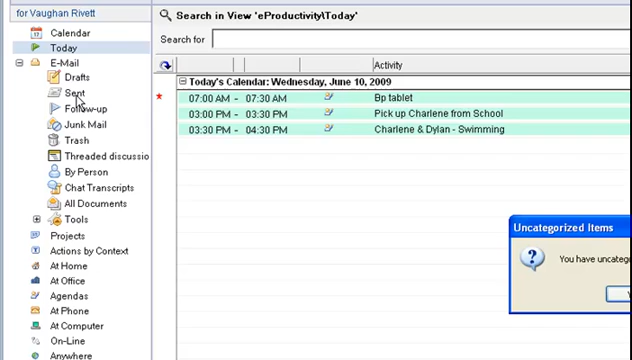 for Vaughan Rivett
Search in View 'eProductivity\Today'
Calendar
Today
Search for
E-Mail
Activity
Drafts
Today's Calendar: Wednesday, June 10, 2009
Sent
07:00 AM - 07:30 AM Bp tablet
Follow-up
03:00 PM - 03:30 PM Pick up Charlene from School
Junk Mail
03:30 PM - 04:30 PM Charlene & Dylan - Swimming
Trash
Threaded discussio
By Person
Chat Transcripts
All Documents
Tools
Uncategorized Items
Projects
Actions by Context
You have uncateg
At Home
At Office
Agendas
At Phone
At Computer
On-Line
Anywhere